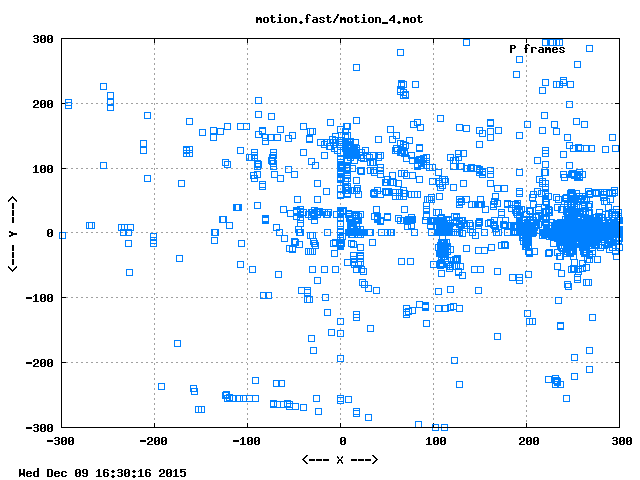 motion.fast/motion_4.mot
P frames
300
200
100
0
-100
-200
-300
<--- Y --->
-300 -200 -100 0 100 200 300
<--- X --->
Wed Dec 09 16:30:16 2015